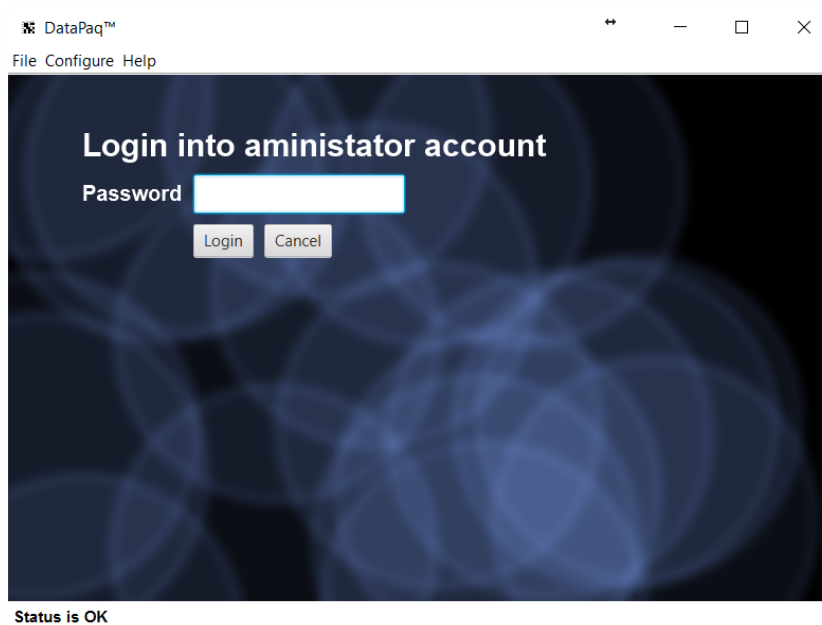 DataPaq™
File Configure Help
Login into aministator account
Password
Login Cancel
Status is OK